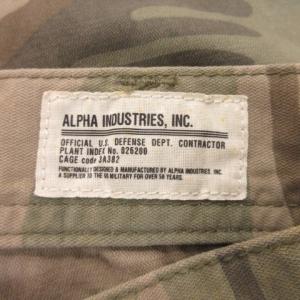 ALPHA INDUSTRIES, INC.
OFFICIAL U.S. DEFENSE DEPT. CONTRACTOR
PLANT INDEX No. 026200
CAGE code 3A382
FUNCTIONALLY DESIGNED & MANUFACTURED BY ALPHA INDUSTRIES, INC.
A SUPPLIER TO THE US MILITARY FOR OVER 50 YEARS.